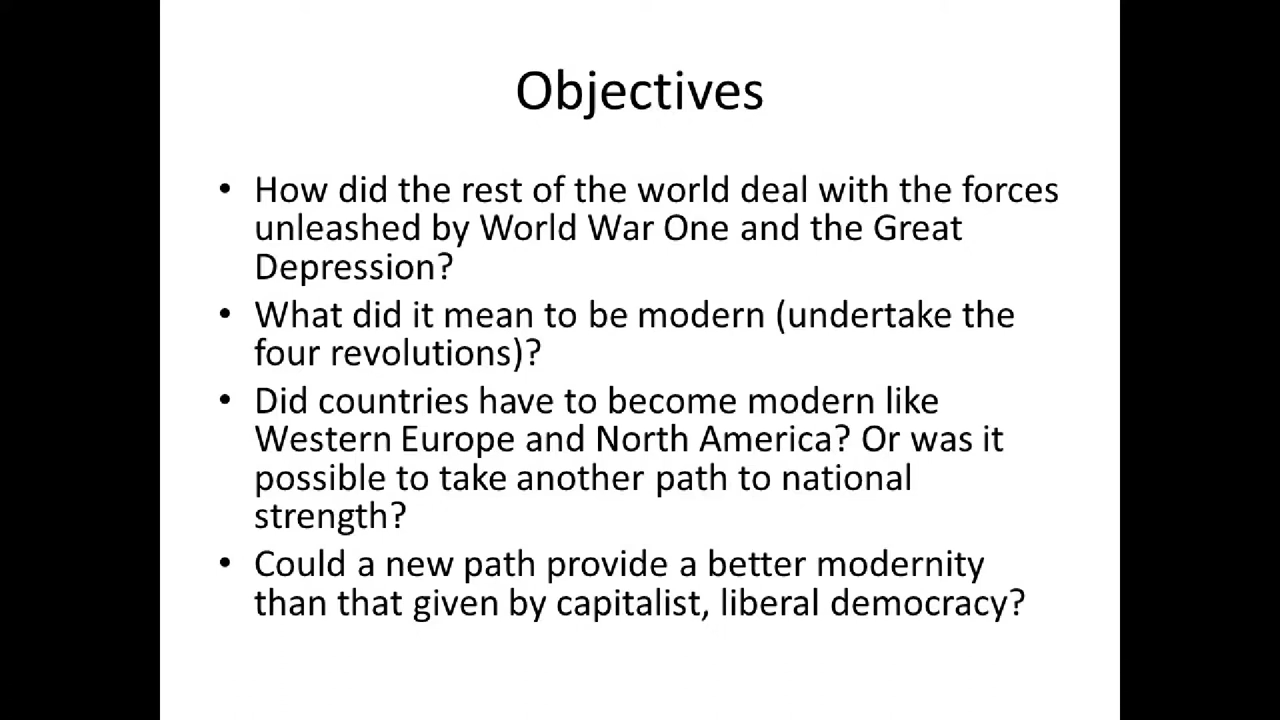 Objectives
• How did the rest of the world deal with the forces
unleashed by World War One and the Great
Depression?
• What did it mean to be modern (undertake the
four revolutions)?
• Did countries have to become modern like
Western Europe and North America? Or was it
possible to take another path to national
strength?
• Could a new path provide a better modernity
than that given by capitalist, liberal democracy?